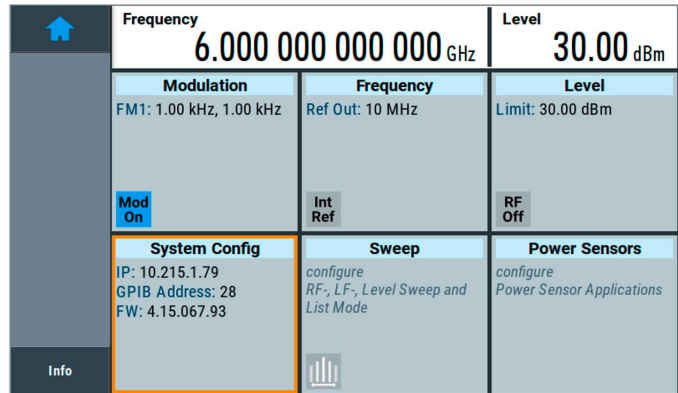 Frequency
6.000 000 000 000 GHz
Level
30.00 dBm
Modulation
FM1: 1.00 kHz, 1.00 kHz
Mod
On
Frequency
Ref Out: 10 MHz
Int
Ref
Level
Limit: 30.00 dBm
RF
Off
System Config
IP: 10.215.1.79
GPIB Address: 28
FW: 4.15.067.93
Sweep
configure
RF-, LF-, Level Sweep and
List Mode
Power Sensors
configure
Power Sensor Applications
Info